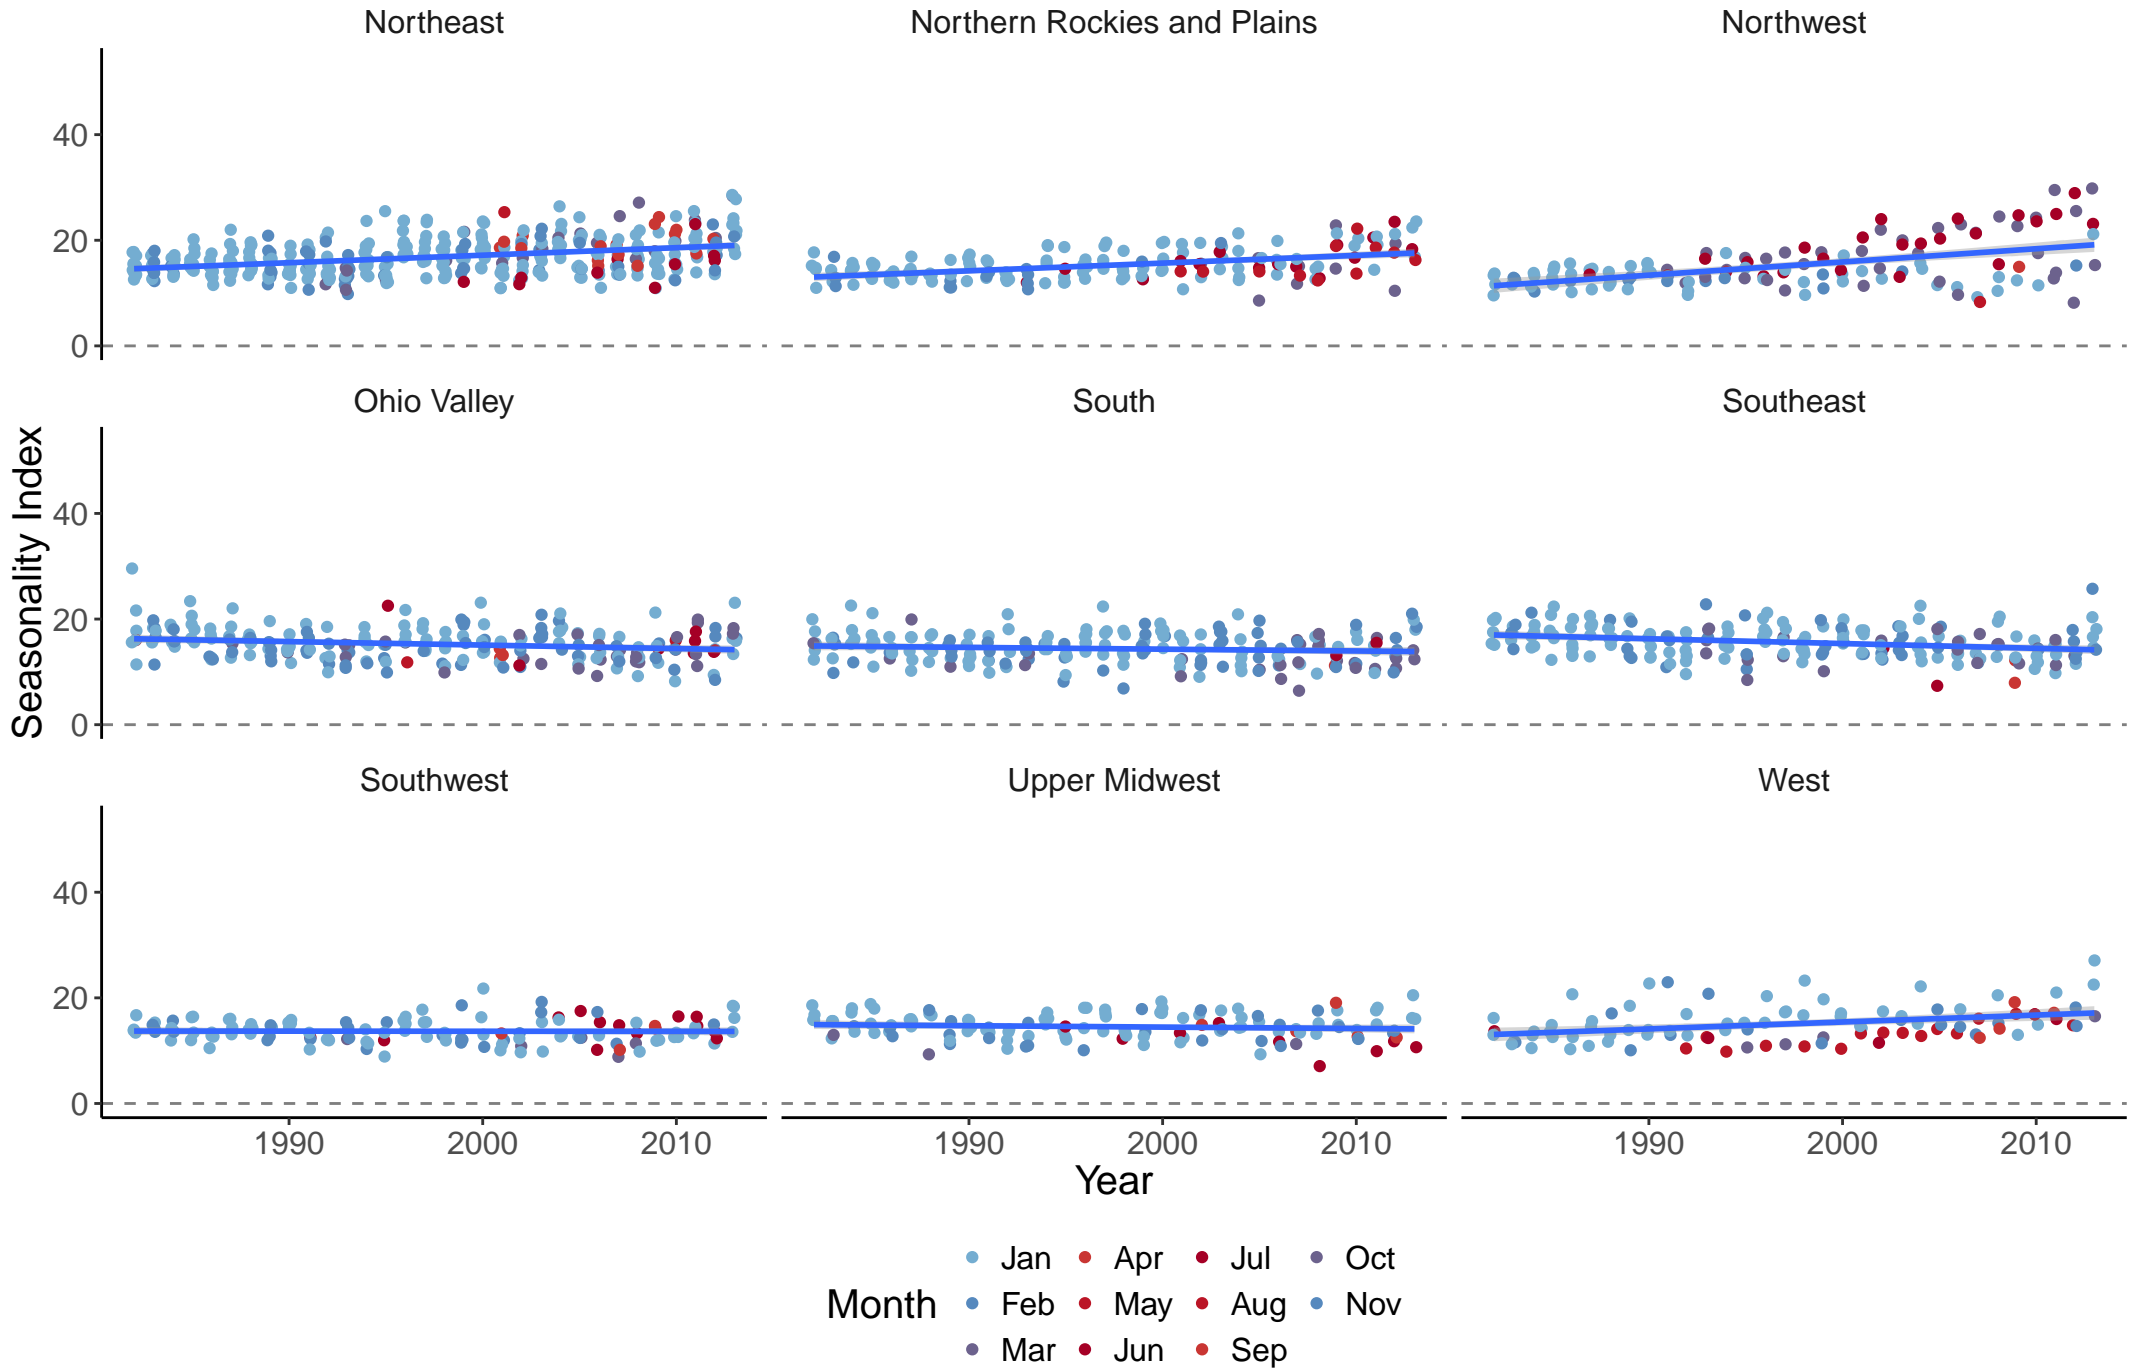 Northeast Northern Rockies and Plains Northwest
40
20
0
Ohio Valley South Southeast
40
20
0
Seasonality Index
Southwest Upper Midwest West
40
20
0
1990 2000 2010 1990 2000 2010 1990 2000 2010
Year
Month
Jan Apr Jul Oct
Feb May Aug Nov
Mar Jun Sep